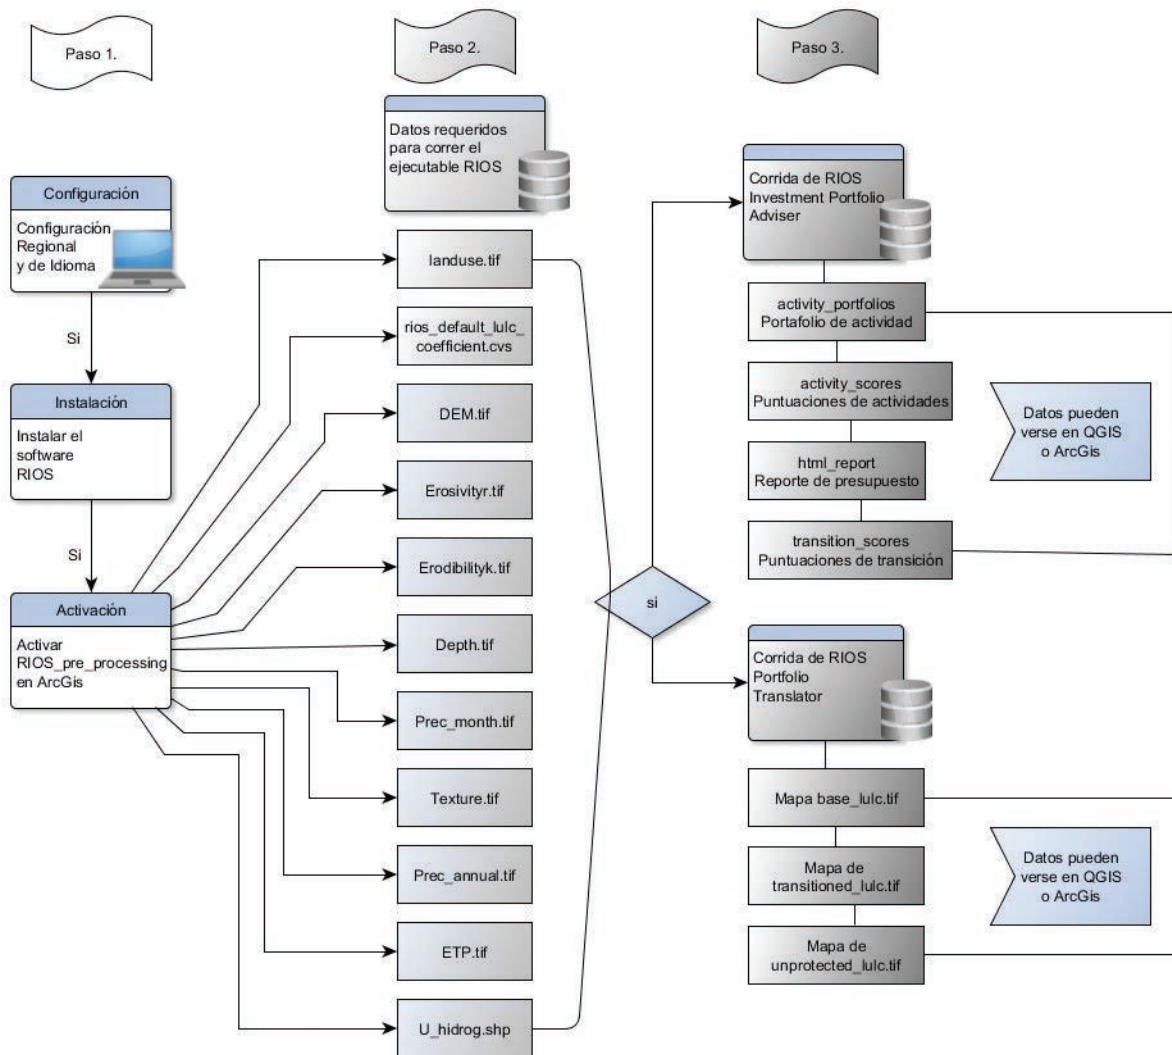 Paso 1.
Configuración
Configuración
Regional
y de Idioma
Si
Instalación
Instalar el
software
RIOS
Si
Activación
Activar
RIOS_pre_processing
en ArcGis
Paso 2.
Datos requeridos
para correr el
ejecutable RIOS
landuse.tif
rios_default_lulc_
coefficient.cvs
DEM.tif
Erosivityr.tif
Erodibilityk.tif
Depth.tif
Prec_month.tif
Texture.tif
Prec_annual.tif
ETP.tif
U_hidrog.shp
si
Paso 3.
Corrida de RIOS
Investment Portfolio
Adviser
activity_portfolios
Portafolio de actividad
activity_scores
Puntuaciones de actividades
html_report
Reporte de presupuesto
transition_scores
Puntuaciones de transición
Datos pueden
verse en QGIS
o ArcGis
Corrida de RIOS
Portfolio
Translator
Mapa base_lulc.tif
Mapa de
transitioned_lulc.tif
Mapa de
unprotected_lulc.tif
Datos pueden
verse en QGIS
o ArcGis